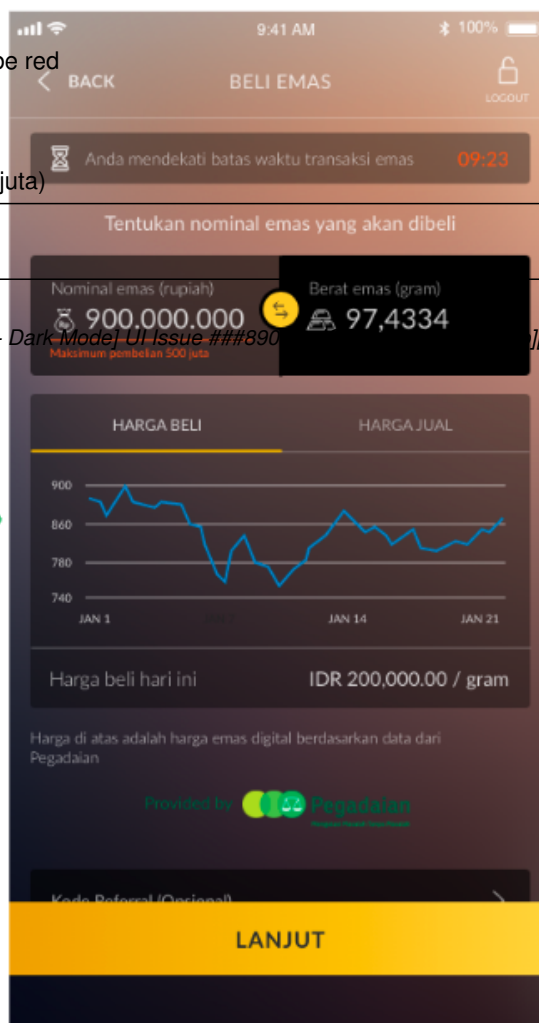 9:41 AM
100%
be red
BACK
BELI EMAS
LOGOUT
Anda mendekati batas waktu transaksi emas
09:23
juta)
Tentukan nominal emas yang akan dibeli
Nominal emas (rupiah)
900,000.000
Maksimum pembelian 500 juta
Berat emas (gram)
97,4334
- Dark Mode] UI Issue ###890
HARGA BELI
HARGA JUAL
900
860
780
740
JAN 1
JAN 14
JAN 21
Harga beli hari ini
IDR 200,000.00 / gram
Harga di atas adalah harga emas digital berdasarkan data dari
Pegadaian
Provided by
Pegadaian
Kode Referral (Opsional)
LANJUT